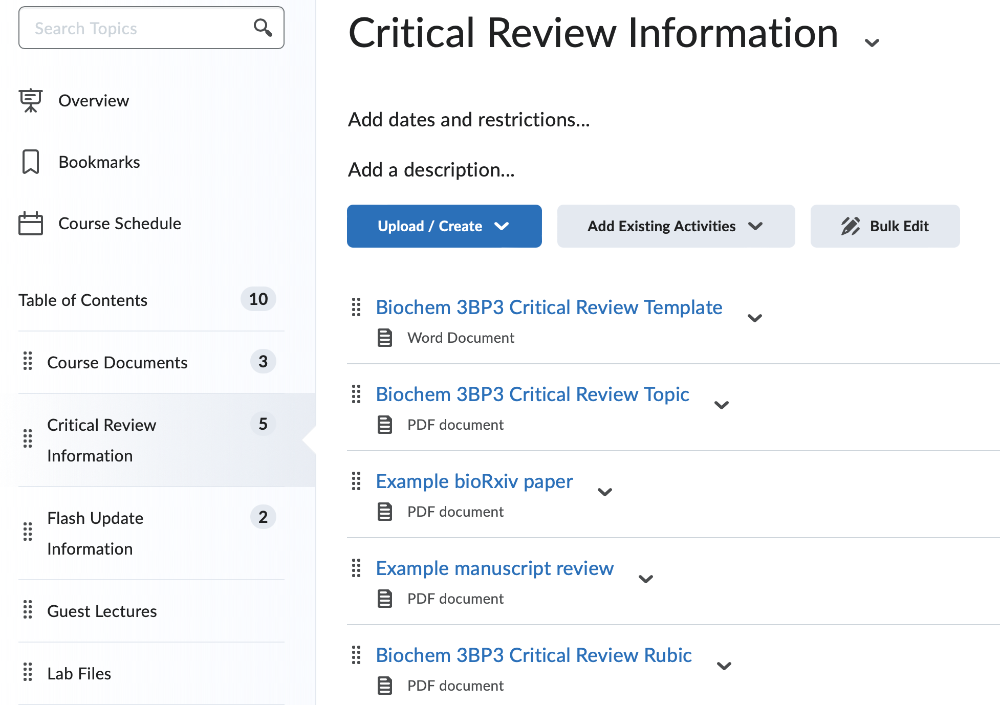 Search Topics
Overview
Bookmarks
Course Schedule
Table of Contents 10
Course Documents 3
Critical Review 5
Information
Flash Update 2
Information
Guest Lectures
Lab Files
Critical Review Information
Add dates and restrictions...
Add a description...
Upload / Create Add Existing Activities Bulk Edit
Biochem 3BP3 Critical Review Template
Word Document
Biochem 3BP3 Critical Review Topic
PDF document
Example bioRxiv paper
PDF document
Example manuscript review
PDF document
Biochem 3BP3 Critical Review Rubic
PDF document